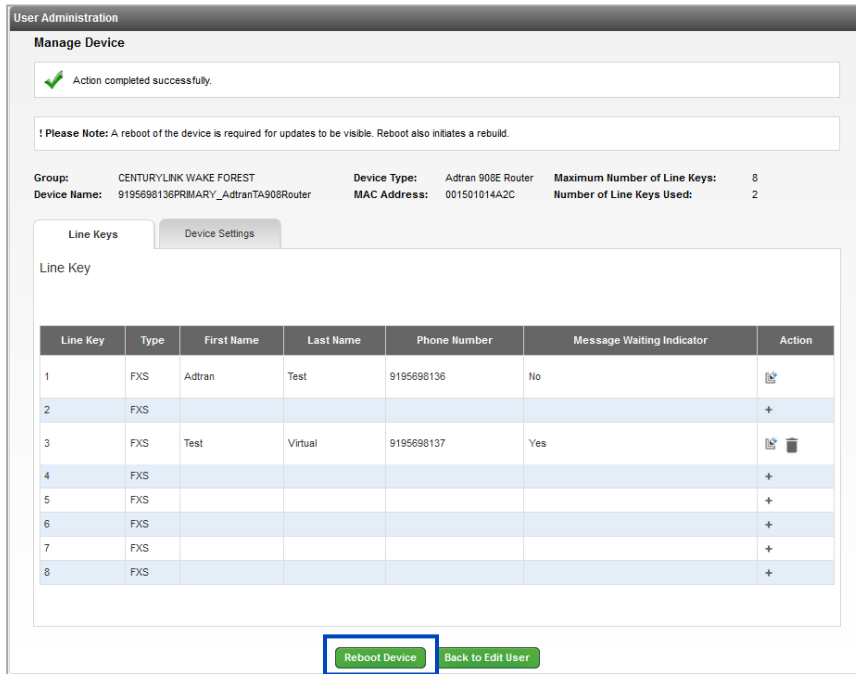 User Administration
Manage Device
Action completed successfully.
! Please Note: A reboot of the device is required for updates to be visible. Reboot also initiates a rebuild.
Group: CENTURYLINK WAKE FOREST Device Type: Adtran 908E Router Maximum Number of Line Keys: 8
Device Name: 9195698136PRIMARY_AdtranTA908Router MAC Address: 001501014A2C Number of Line Keys Used: 2
Line Keys Device Settings
Line Key
Line Key Type First Name Last Name Phone Number Message Waiting Indicator Action
1 FXS Adtran Test 9195698136 No
2 FXS +
3 FXS Test Virtual 9195698137 Yes
4 FXS +
5 FXS +
6 FXS +
7 FXS +
8 FXS +
Reboot Device Back to Edit User